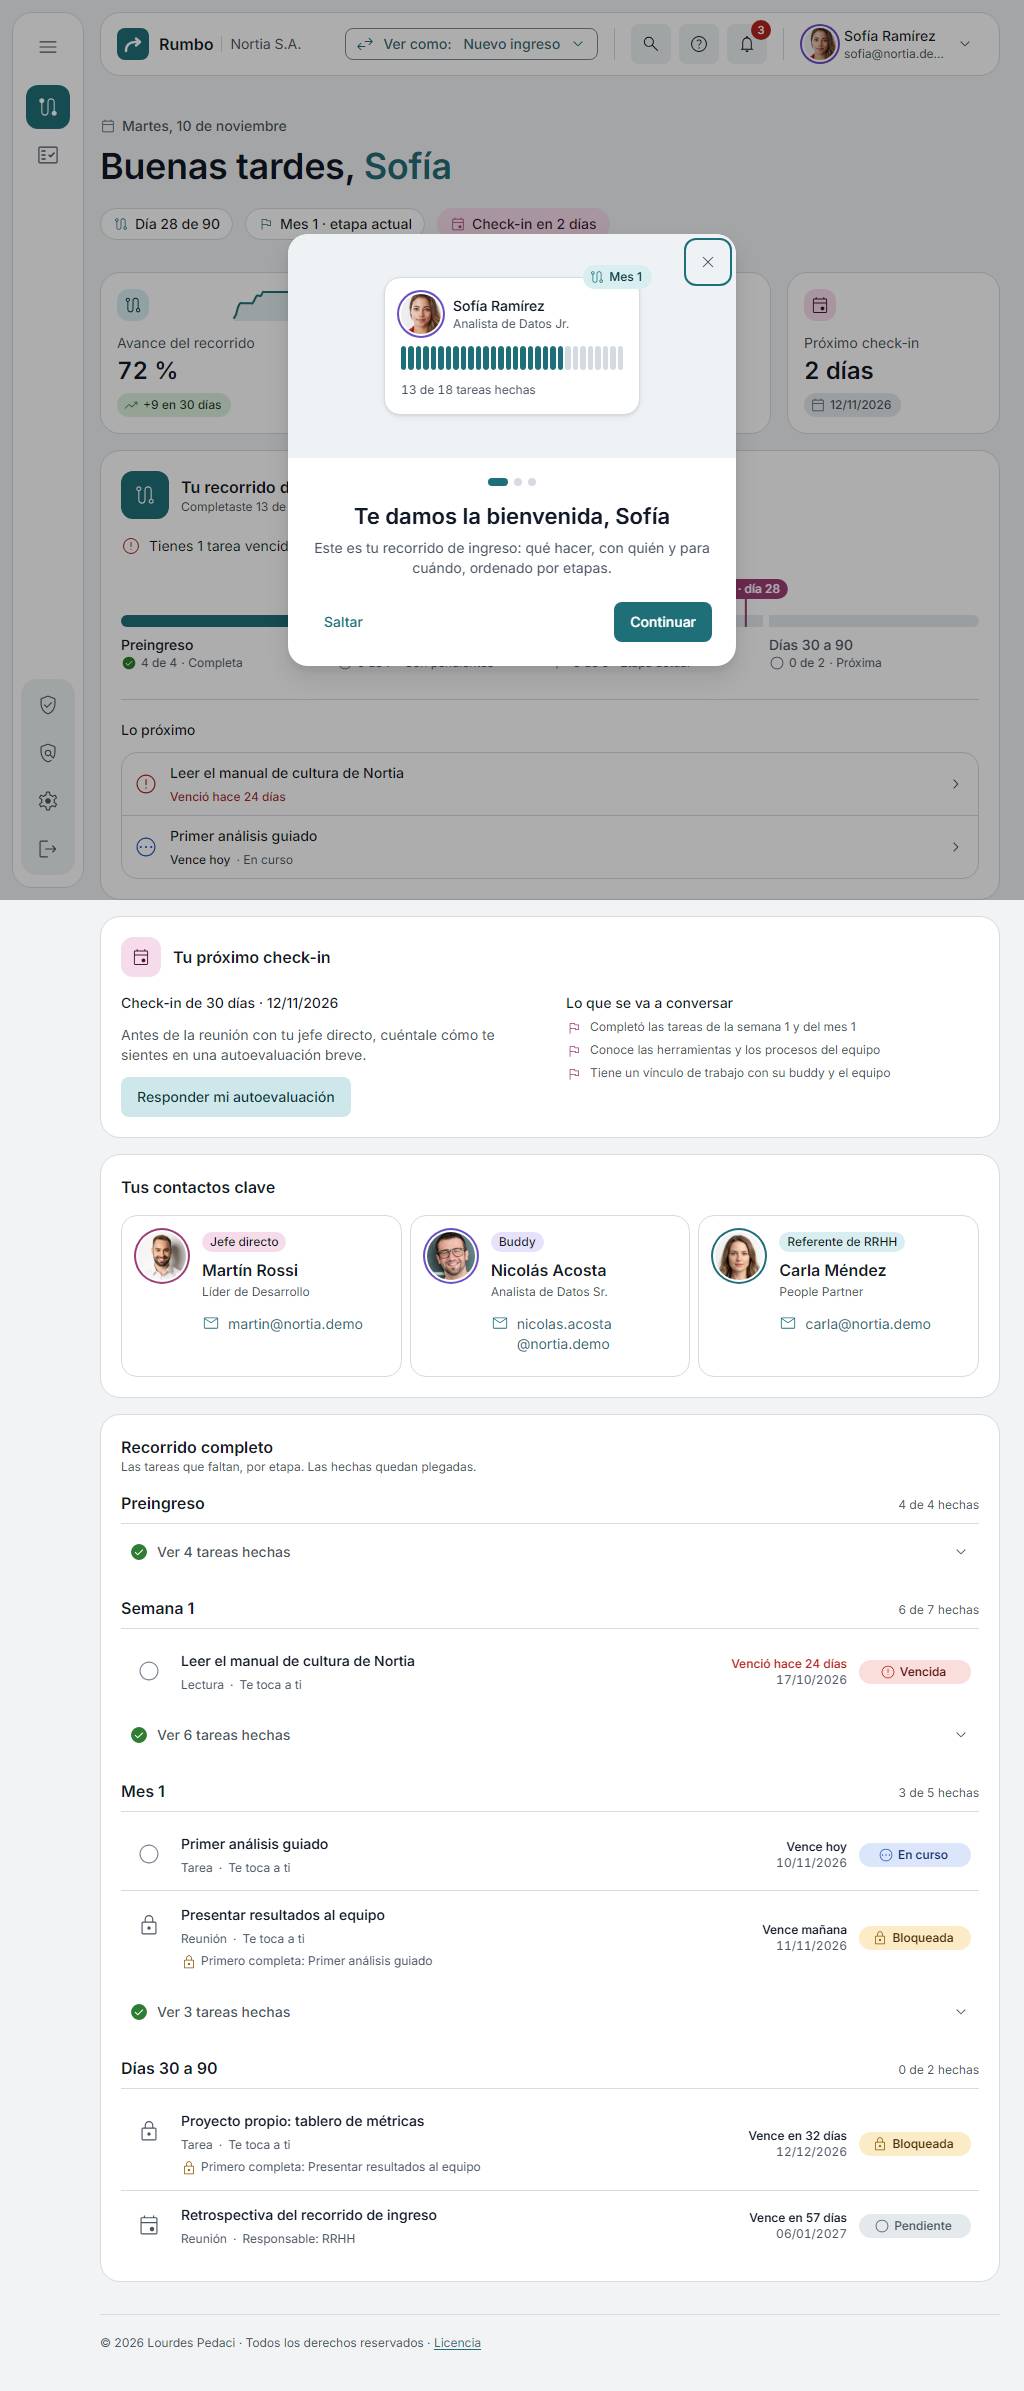 Rumbo
Nortia S.A.
Ver como: Nuevo ingreso
3
Sofía Ramírez
sofia@nortia.de...
Martes, 10 de noviembre
Buenas tardes, Sofía
Día 28 de 90
Mes 1 · etapa actual
Check-in en 2 días
Avance del recorrido
72 %
+9 en 30 días
Próximo check-in
2 días
12/11/2026
Mes 1
Sofía Ramírez
Analista de Datos Jr.
13 de 18 tareas hechas
Te damos la bienvenida, Sofía
Este es tu recorrido de ingreso: qué hacer, con quién y para
cuándo, ordenado por etapas.
Saltar
Continuar
Tu recorrido d
Completaste 13 de
Tienes 1 tarea vencid
· día 28
Preingreso
4 de 4 · Completa
Días 30 a 90
0 de 2 · Próxima
Lo próximo
Leer el manual de cultura de Nortia
Venció hace 24 días
Primer análisis guiado
Vence hoy · En curso
Tu próximo check-in
Check-in de 30 días · 12/11/2026
Antes de la reunión con tu jefe directo, cuéntale cómo te
sientes en una autoevaluación breve.
Responder mi autoevaluación
Lo que se va a conversar
Completó las tareas de la semana 1 y del mes 1
Conoce las herramientas y los procesos del equipo
Tiene un vínculo de trabajo con su buddy y el equipo
Tus contactos clave
Jefe directo
Martín Rossi
Líder de Desarrollo
martin@nortia.demo
Buddy
Nicolás Acosta
Analista de Datos Sr.
nicolas.acosta
@nortia.demo
Referente de RRHH
Carla Méndez
People Partner
carla@nortia.demo
Recorrido completo
Las tareas que faltan, por etapa. Las hechas quedan plegadas.
Preingreso
4 de 4 hechas
Ver 4 tareas hechas
Semana 1
6 de 7 hechas
Leer el manual de cultura de Nortia
Lectura · Te toca a ti
Venció hace 24 días
17/10/2026
Vencida
Ver 6 tareas hechas
Mes 1
3 de 5 hechas
Primer análisis guiado
Tarea · Te toca a ti
Vence hoy
10/11/2026
En curso
Presentar resultados al equipo
Reunión · Te toca a ti
Primero completa: Primer análisis guiado
Vence mañana
11/11/2026
Bloqueada
Ver 3 tareas hechas
Días 30 a 90
0 de 2 hechas
Proyecto propio: tablero de métricas
Tarea · Te toca a ti
Primero completa: Presentar resultados al equipo
Vence en 32 días
12/12/2026
Bloqueada
Retrospectiva del recorrido de ingreso
Reunión · Responsable: RRHH
Vence en 57 días
06/01/2027
Pendiente
© 2026 Lourdes Pedaci · Todos los derechos reservados · Licencia